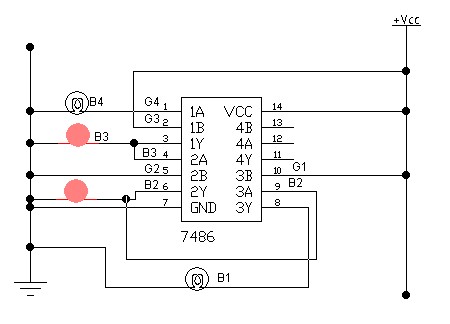 +Vcc
B4 G4 1 1A VCC 14
G3 2 1B 4B 13
B3 3 1Y 4A 12
B3 4 2A 4Y 11
G2 5 2B 3B 10 G1
B2 6 2Y 3A 9 B2
7 GND 3Y 8
7486
B1